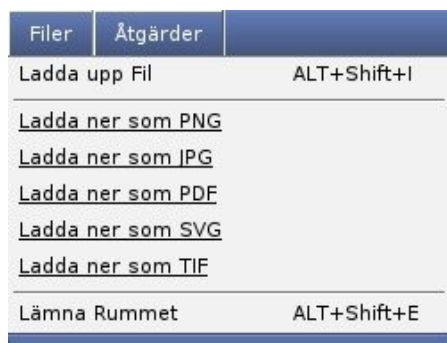 Filer Åtgärder
Ladda upp Fil ALT+Shift+I
Ladda ner som PNG
Ladda ner som JPG
Ladda ner som PDF
Ladda ner som SVG
Ladda ner som TIF
Lämna Rummet ALT+Shift+E